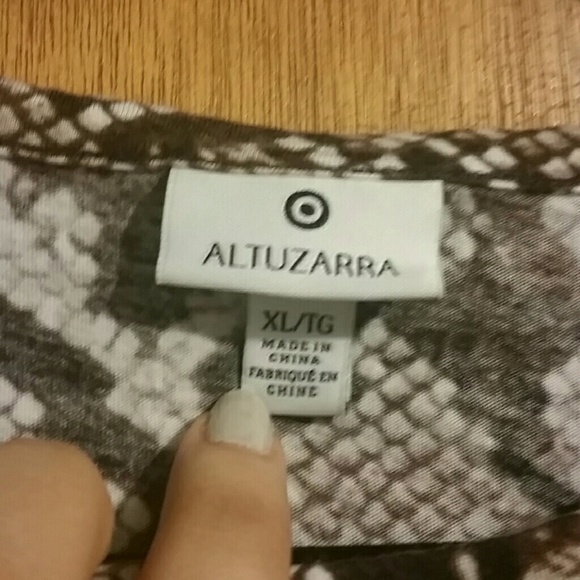 ALTUZARRA
XL/TG
MADE IN
CHINA
FABRIQUÉ EN
CHINE